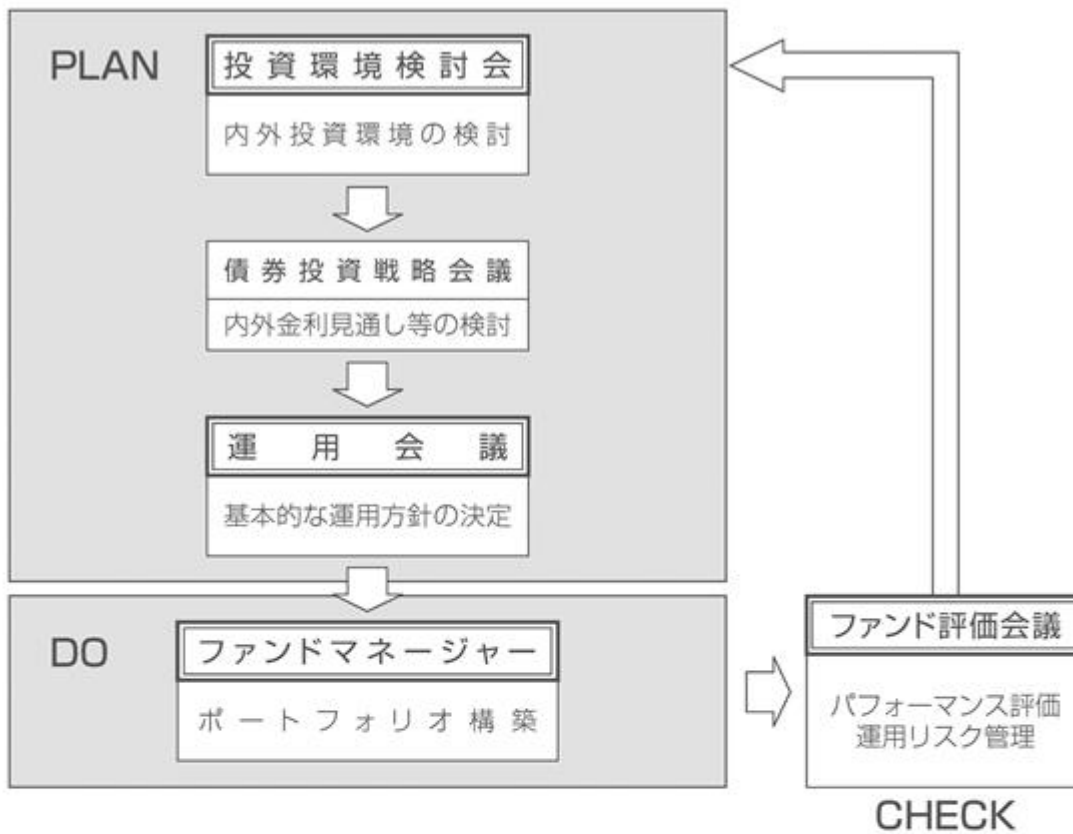 PLAN
投資環境検討会
内外投資環境の検討
債券投資戦略会議
内外金利見通し等の検討
運用会議
基本的な運用方針の決定
DO
ファンドマネージャー
ポートフォリオ構築
ファンド評価会議
パフォーマンス評価
運用リスク管理
CHECK